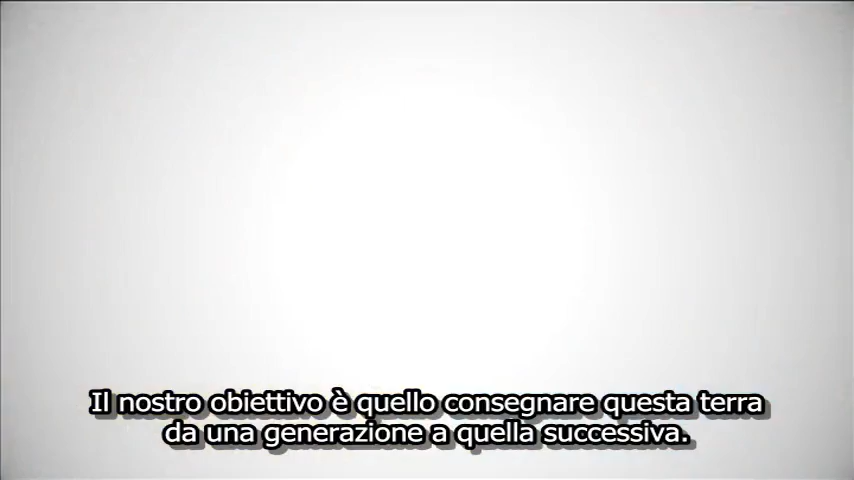 Il nostro obiettivo è quello consegnare questa terra
da una generazione a quella successiva.